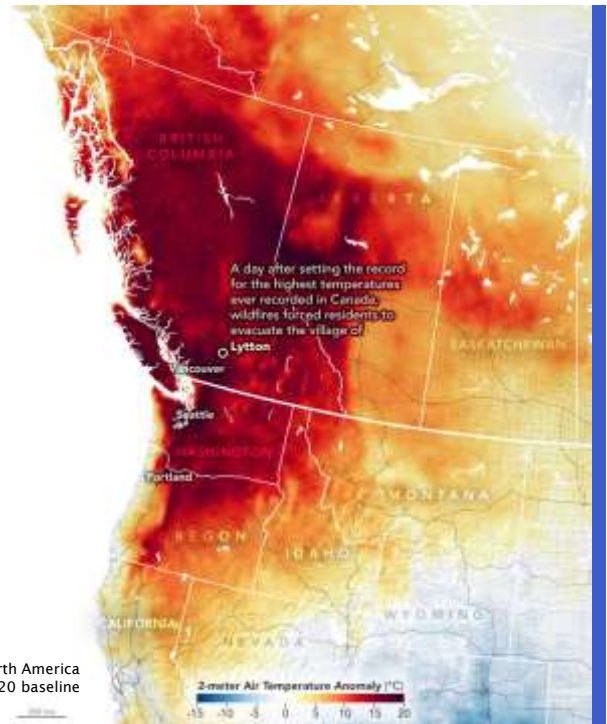 BRITISH
COLUMBIA
ALBERTA
A day after setting the record
for the highest temperatures
ever recorded in Canada,
wildfires forced residents to
evacuate the village of
Lytton
SASKATCHEWAN
Vancouver
Seattle
WASHINGTON
Portland
MONTANA
OREGON
IDAHO
WYOMING
CALIFORNIA
NEVADA
rth America
20 baseline
2-meter Air Temperature Anomaly (°C)
-15 -10 -5 0 5 10 15 20